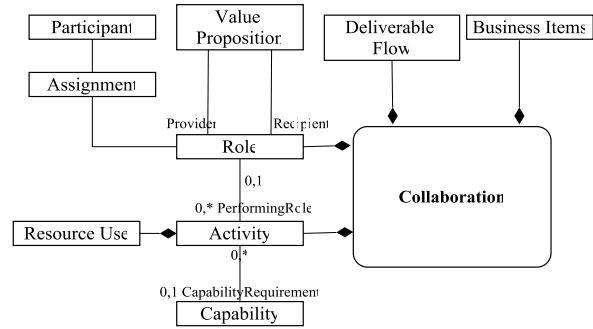 Participant
Value
Proposition
Deliverable
Flow
Business Items
Assignment
Provider
Recipient
Role
Collaboration
0,1
0,* PerformingRole
Resource Use
Activity
0,*
0,1 CapabilityRequirement
Capability